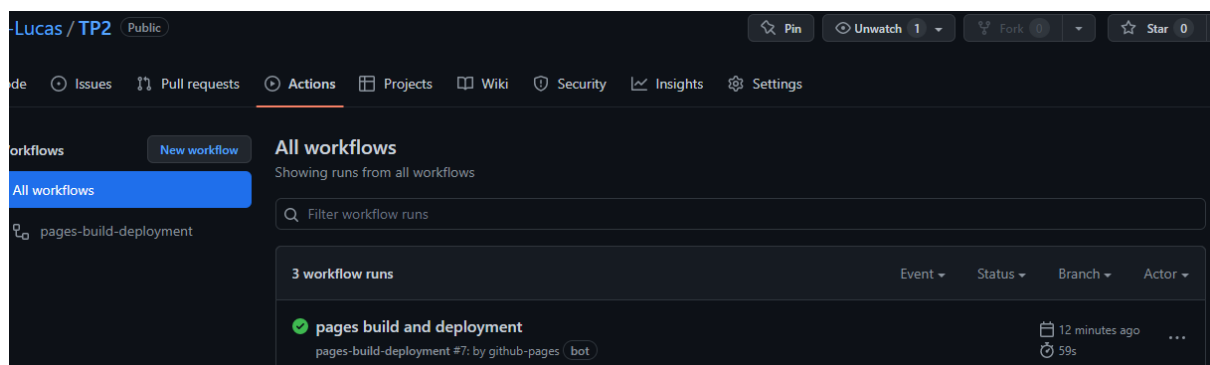 -Lucas / TP2 Public
Pin Unwatch 1 Fork 0 Star 0
ode Issues Pull requests Actions Projects Wiki Security Insights Settings
orkflows New workflow
All workflows
pages-build-deployment
All workflows
Showing runs from all workflows
Filter workflow runs
3 workflow runs Event Status Branch Actor
pages build and deployment
pages-build-deployment #7: by github-pages bot
12 minutes ago
59s